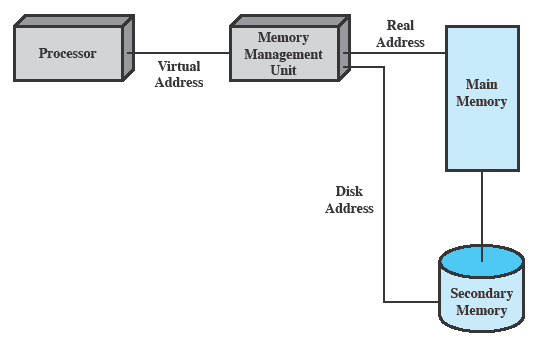 Processor
Virtual
Address
Memory
Management
Unit
Real
Address
Main
Memory
Disk
Address
Secondary
Memory